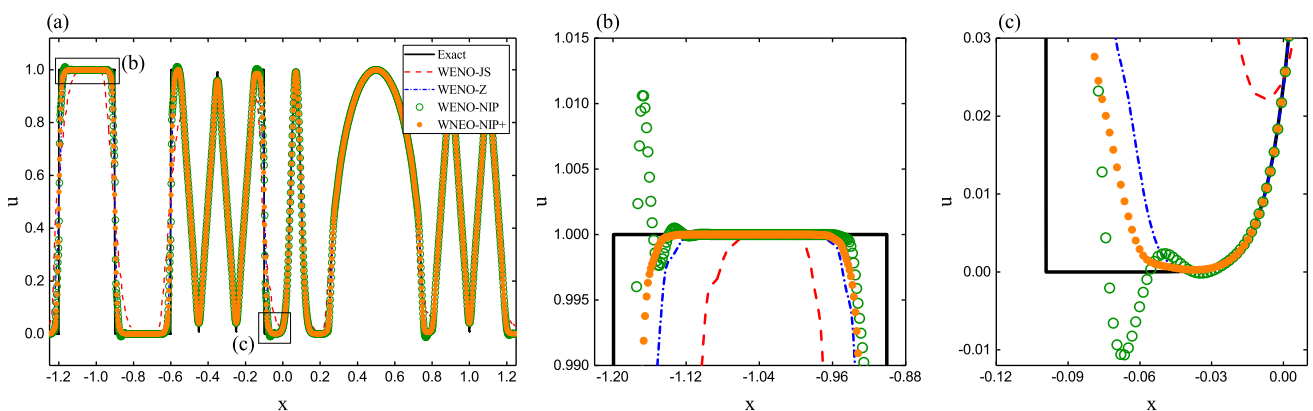 (a)
(b)
(c)
1.0
0.8
0.6
0.4
0.2
0.0
u
-1.2 -1.0 -0.8 -0.6 -0.4 -0.2 0.0 0.2 0.4 0.6 0.8 1.0 1.2
x
Exact
WENO-JS
WENO-Z
WENO-NIP
WNEO-NIP+
(b)
1.015
1.010
1.005
1.000
0.995
0.990
u
-1.20 -1.12 -1.04 -0.96 -0.88
x
(c)
0.03
0.02
0.01
0.00
-0.01
u
-0.12 -0.09 -0.06 -0.03 0.00
x